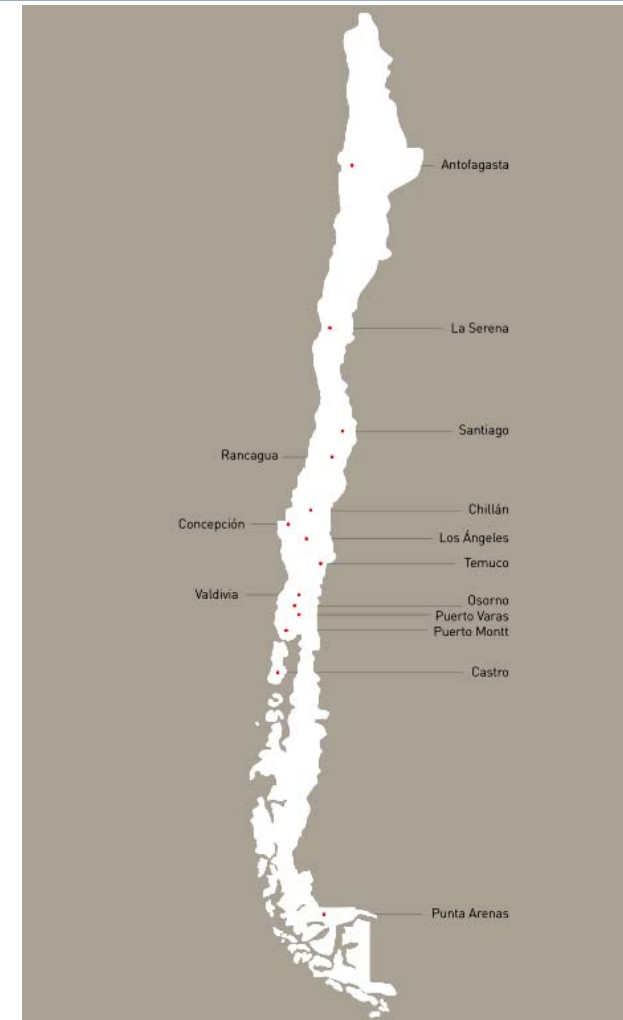 Antofagasta
La Serena
Santiago
Rancagua
Chillán
Concepción
Los Ángeles
Temuco
Valdivia
Osorno
Puerto Varas
Puerto Montt
Castro
Punta Arenas